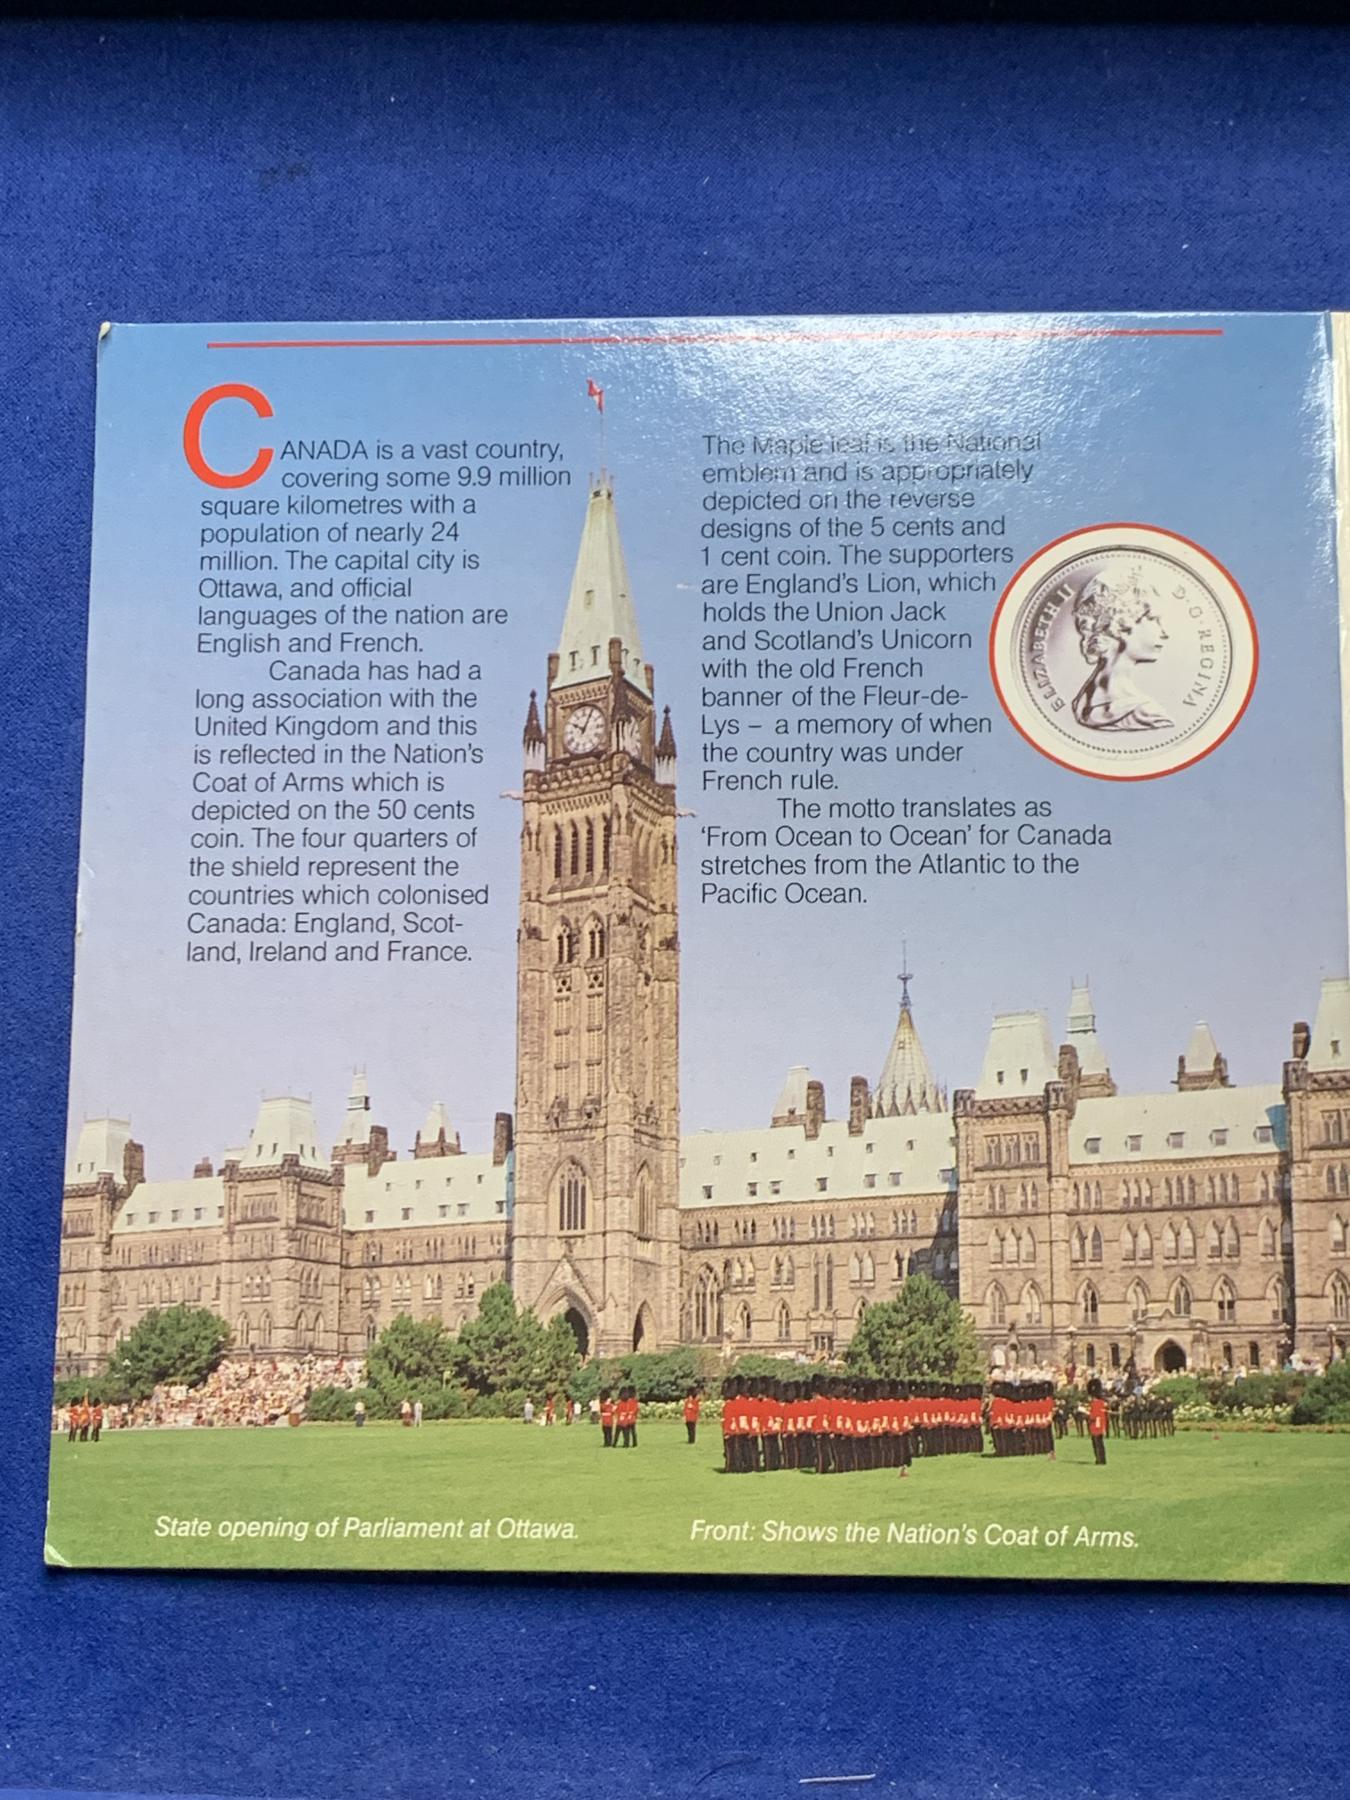 CANADA is a vast country,
covering some 9.9 million
square kilometres with a
population of nearly 24
million. The capital city is
Ottawa, and official
languages of the nation are
English and French.
Canada has had a
long association with the
United Kingdom and this
is reflected in the Nation's
Coat of Arms which is
depicted on the 50 cents
coin. The four quarters of
the shield represent the
countries which colonised
Canada: England, Scot-
land, Ireland and France.
The Maple leaf is the National
emblem and is appropriately
depicted on the reverse
designs of the 5 cents and
1 cent coin. The supporters
are England's Lion, which
holds the Union Jack
and Scotland's Unicorn
with the old French
banner of the Fleur-de-
Lys – a memory of when
the country was under
French rule.
The motto translates as
'From Ocean to Ocean' for Canada
stretches from the Atlantic to the
Pacific Ocean.
ELIZABETH II D·G·REGINA
State opening of Parliament at Ottawa.
Front: Shows the Nation's Coat of Arms.